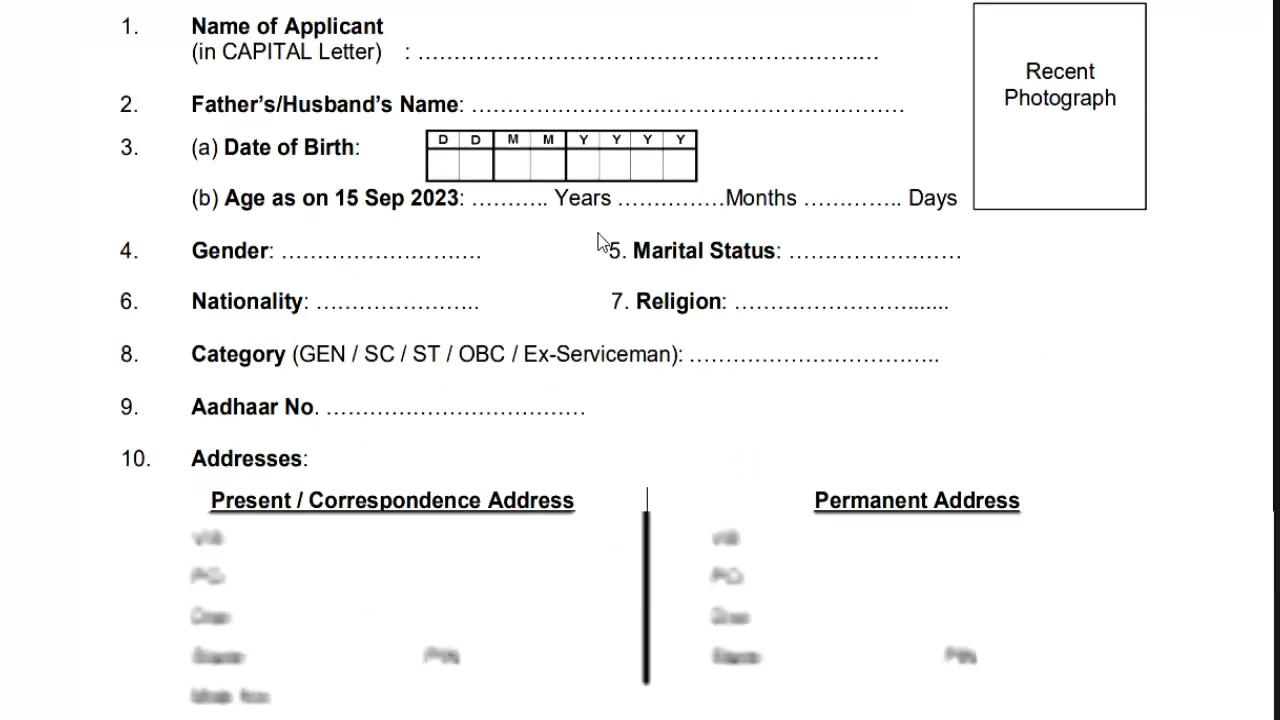 1. Name of Applicant
(in CAPITAL Letter) : ……………………………………………………….…
Recent
Photograph
2. Father's/Husband's Name: ……………………………………………………
3. (a) Date of Birth:
D D M M Y Y Y Y
(b) Age as on 15 Sep 2023: ……….. Years ……………Months ………….. Days
4. Gender: ……………………….
5. Marital Status: ……………………
6. Nationality: …………………..
7. Religion: …………………….......
8. Category (GEN / SC / ST / OBC / Ex-Serviceman): ……………………………..
9. Aadhaar No. ………………………………
10. Addresses:
Present / Correspondence Address
Permanent Address